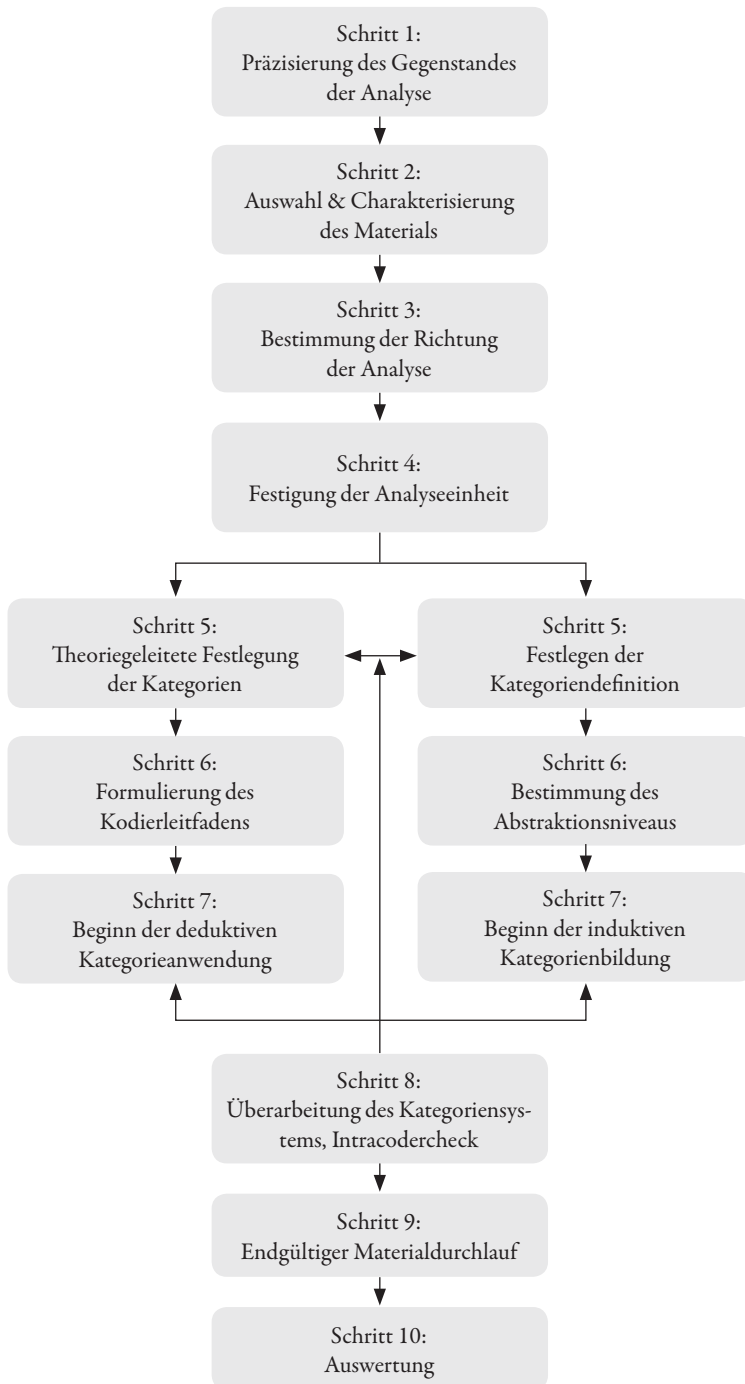 Schritt 1:
Präzisierung des Gegenstandes
der Analyse
Schritt 2:
Auswahl & Charakterisierung
des Materials
Schritt 3:
Bestimmung der Richtung
der Analyse
Schritt 4:
Festigung der Analyseeinheit
Schritt 5:
Theoriegeleitete Festlegung
der Kategorien
Schritt 5:
Festlegen der
Kategoriendefinition
Schritt 6:
Formulierung des
Kodierleitfadens
Schritt 6:
Bestimmung des
Abstraktionsniveaus
Schritt 7:
Beginn der deduktiven
Kategorieanwendung
Schritt 7:
Beginn der induktiven
Kategorienbildung
Schritt 8:
Überarbeitung des Kategoriensys-
tems, Intracodercheck
Schritt 9:
Endgültiger Materialdurchlauf
Schritt 10:
Auswertung